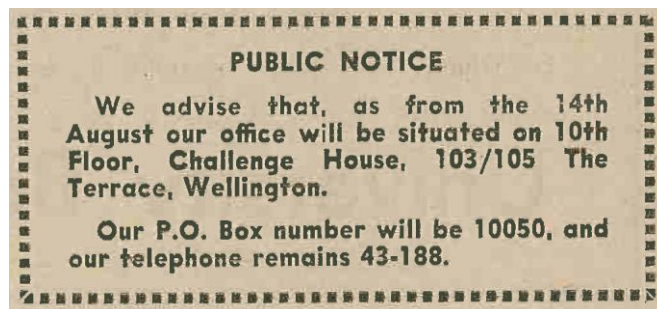 PUBLIC NOTICE
We advise that, as from the 14th
August our office will be situated on 10th
Floor, Challenge House, 103/105 The
Terrace, Wellington.
Our P.O. Box number will be 10050, and
our telephone remains 43-188.